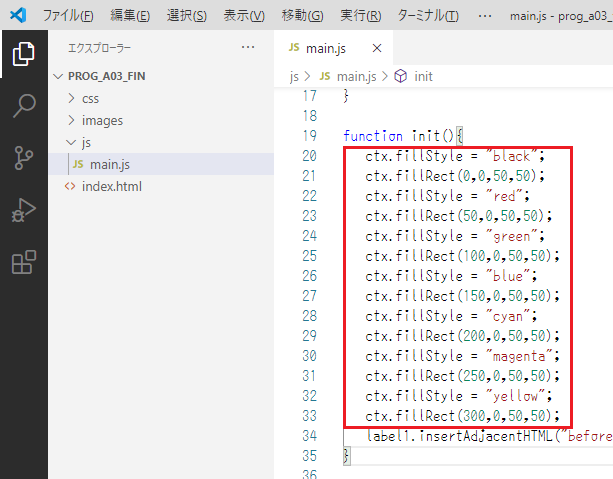 ファイル(F) 編集(E) 選択(S) 表示(V) 移動(G) 実行(R) ターミナル(T) ··· main.js - prog_a03_
エクスプローラー ···
PROG_A03_FIN
css
images
js
JS main.js
index.html
JS main.js ×
js > JS main.js > init
17 }
18
19 function init(){
20 ctx.fillStyle = "black";
21 ctx.fillRect(0,0,50,50);
22 ctx.fillStyle = "red";
23 ctx.fillRect(50,0,50,50);
24 ctx.fillStyle = "green";
25 ctx.fillRect(100,0,50,50);
26 ctx.fillStyle = "blue";
27 ctx.fillRect(150,0,50,50);
28 ctx.fillStyle = "cyan";
29 ctx.fillRect(200,0,50,50);
30 ctx.fillStyle = "magenta";
31 ctx.fillRect(250,0,50,50);
32 ctx.fillStyle = "yellow";
33 ctx.fillRect(300,0,50,50);
34 label1.insertAdjacentHTML("before
35 }
36